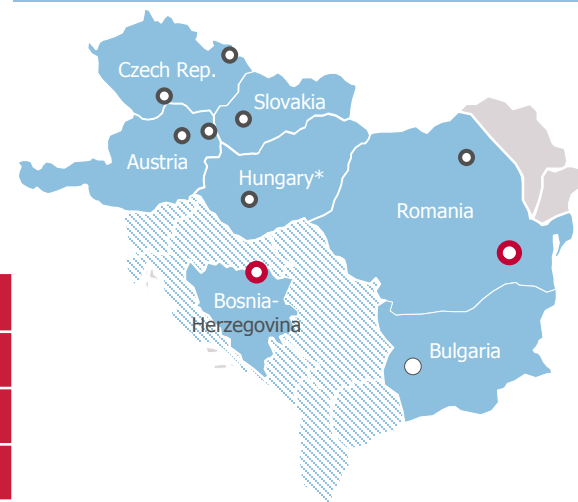 Czech Rep.
Slovakia
Austria
Hungary*
Romania
Bosnia-
Herzegovina
Bulgaria